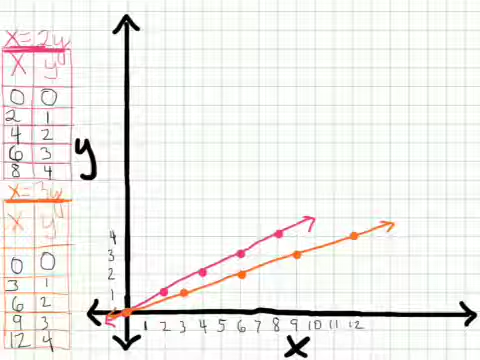 x=2y
x y
0 0
2 1
4 2
6 3
8 4
x=3y
x y
0 0
3 1
6 2
9 3
12 4
y
4
3
2
1
1 2 3 4 5 6 7 8 9 10 11 12
x